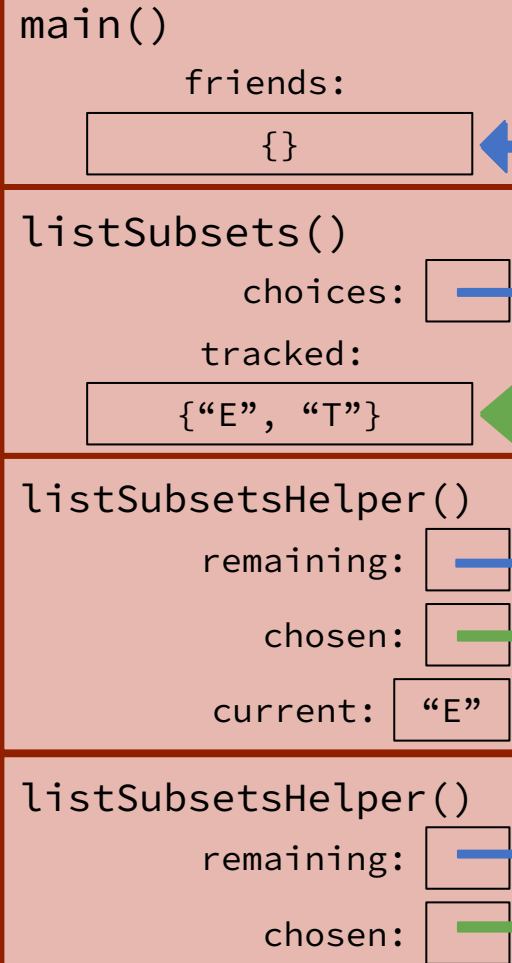 main()
friends:
{}
listSubsets()
choices:
tracked:
{“E”, “T”}
listSubsetsHelper()
remaining:
chosen:
current: “E”
listSubsetsHelper()
remaining:
chosen: